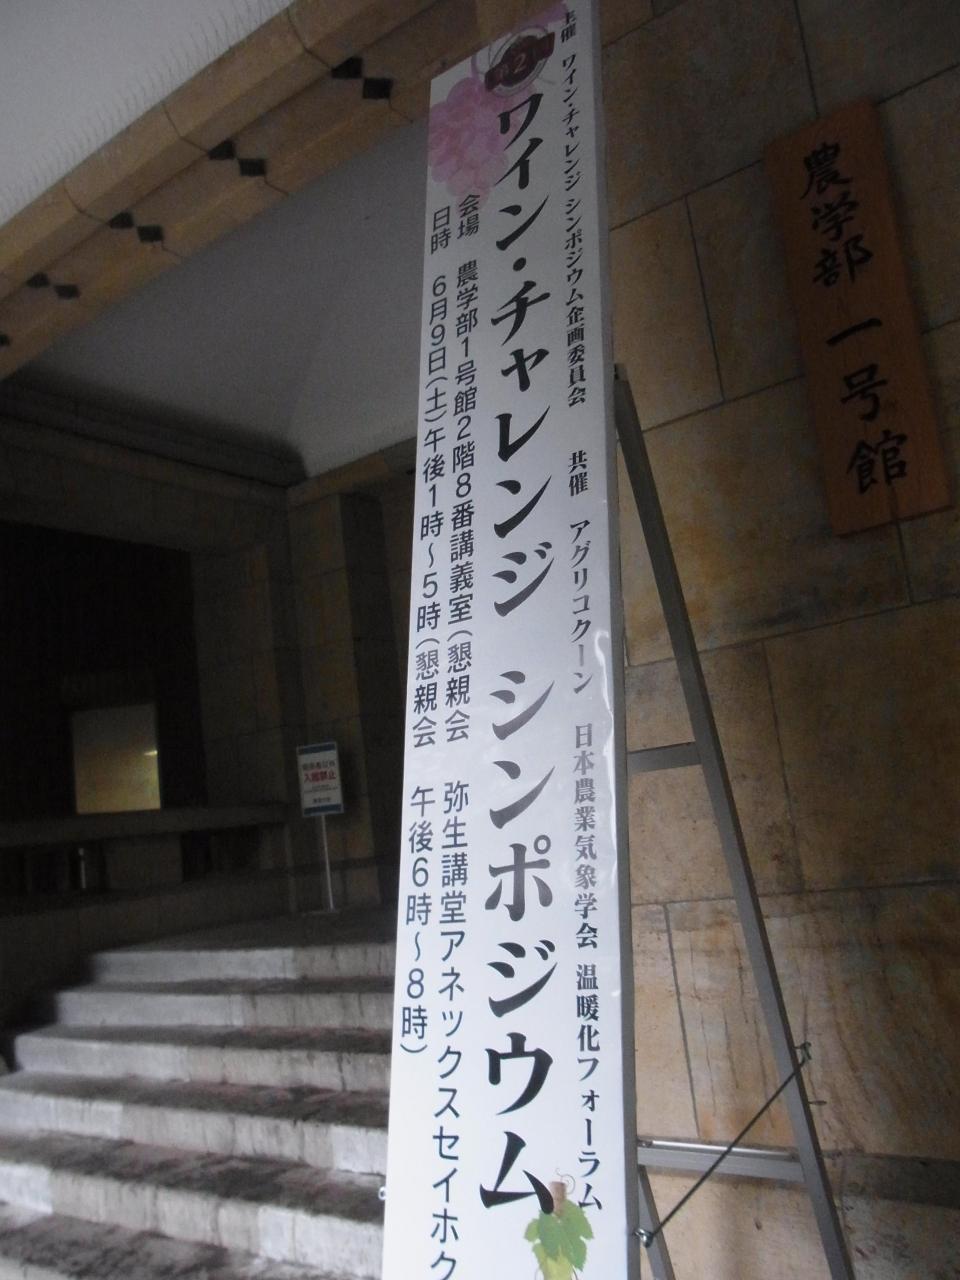 主催 ワイン・チャレンジ シンポジウム企画委員会 共催 アグリコクーン 日本農業気象学会 温暖化フォーラム
第2回
ワイン・チャレンジ シンポジウム
会場 農学部1号館2階8番講義室(懇親会 弥生講堂アネックスセイホク
日時 6月9日(土)午後1時~5時(懇親会 午後6時~8時)
農学部一号館
入館禁止